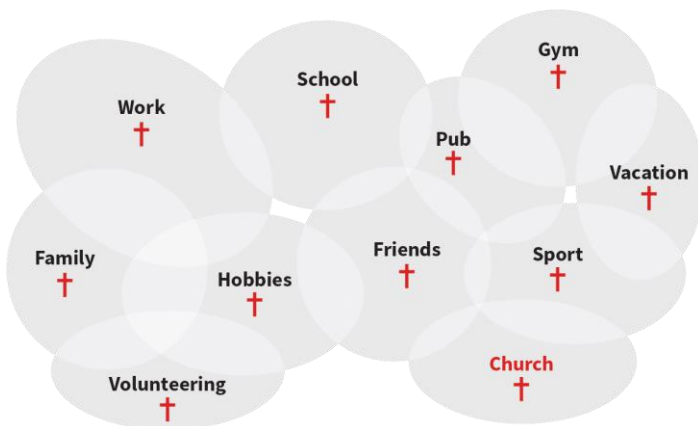 Gym
School
Work
Pub
Vacation
Friends
Sport
Family
Hobbies
Church
Volunteering